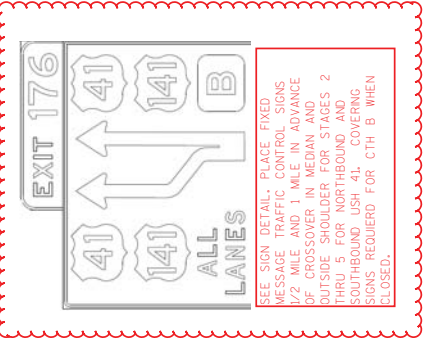 EXIT 176
41
141
41
141
B
ALL
LANES
SEE SIGN DETAIL. PLACE FIXED
MESSAGE TRAFFIC CONTROL SIGNS
1/2 MILE AND 1 MILE IN ADVANCE
OF CROSSOVER IN MEDIAN AND
OUTSIDE SHOULDER FOR STAGES 2
THRU 5 FOR NORTHBOUND AND
SOUTHBOUND USH 41. COVERING
SIGNS REQUIERD FOR CTH B WHEN
CLOSED.